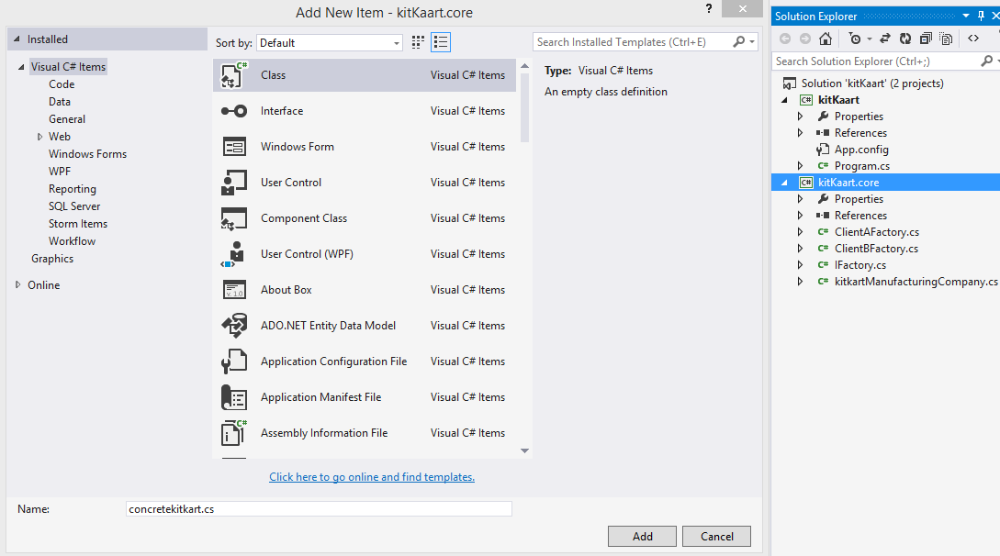 Add New Item - kitKaart.core
?
Installed
Visual C# Items
Code
Data
General
Web
Windows Forms
WPF
Reporting
SQL Server
Storm Items
Workflow
Graphics
Online
Sort by: Default
Search Installed Templates (Ctrl+E)
Class Visual C# Items
Interface Visual C# Items
Windows Form Visual C# Items
User Control Visual C# Items
Component Class Visual C# Items
User Control (WPF) Visual C# Items
About Box Visual C# Items
ADO.NET Entity Data Model Visual C# Items
Application Configuration File Visual C# Items
Application Manifest File Visual C# Items
Assembly Information File Visual C# Items
Type: Visual C# Items
An empty class definition
Click here to go online and find templates.
Name: concretekitkart.cs
Add Cancel
Solution Explorer
Search Solution Explorer (Ctrl+;)
Solution 'kitKaart' (2 projects)
C# kitKaart
Properties
References
App.config
C# Program.cs
C# kitKaart.core
Properties
References
C# ClientAFactory.cs
C# ClientBFactory.cs
C# IFactory.cs
C# kitkartManufacturingCompany.cs